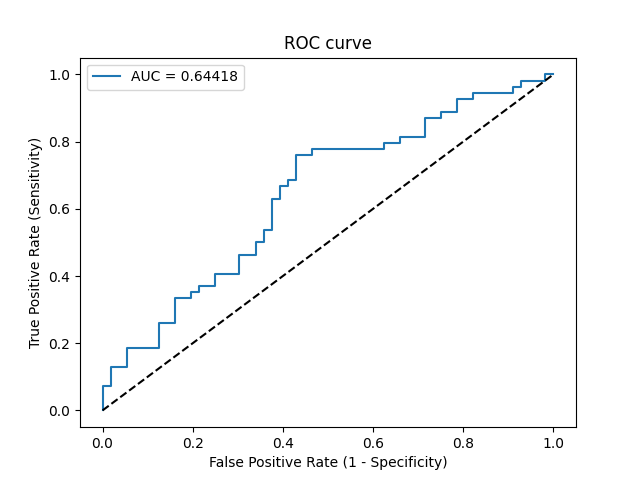 ROC curve
AUC = 0.64418
True Positive Rate (Sensitivity)
1.0
0.8
0.6
0.4
0.2
0.0
0.0 0.2 0.4 0.6 0.8 1.0
False Positive Rate (1 - Specificity)